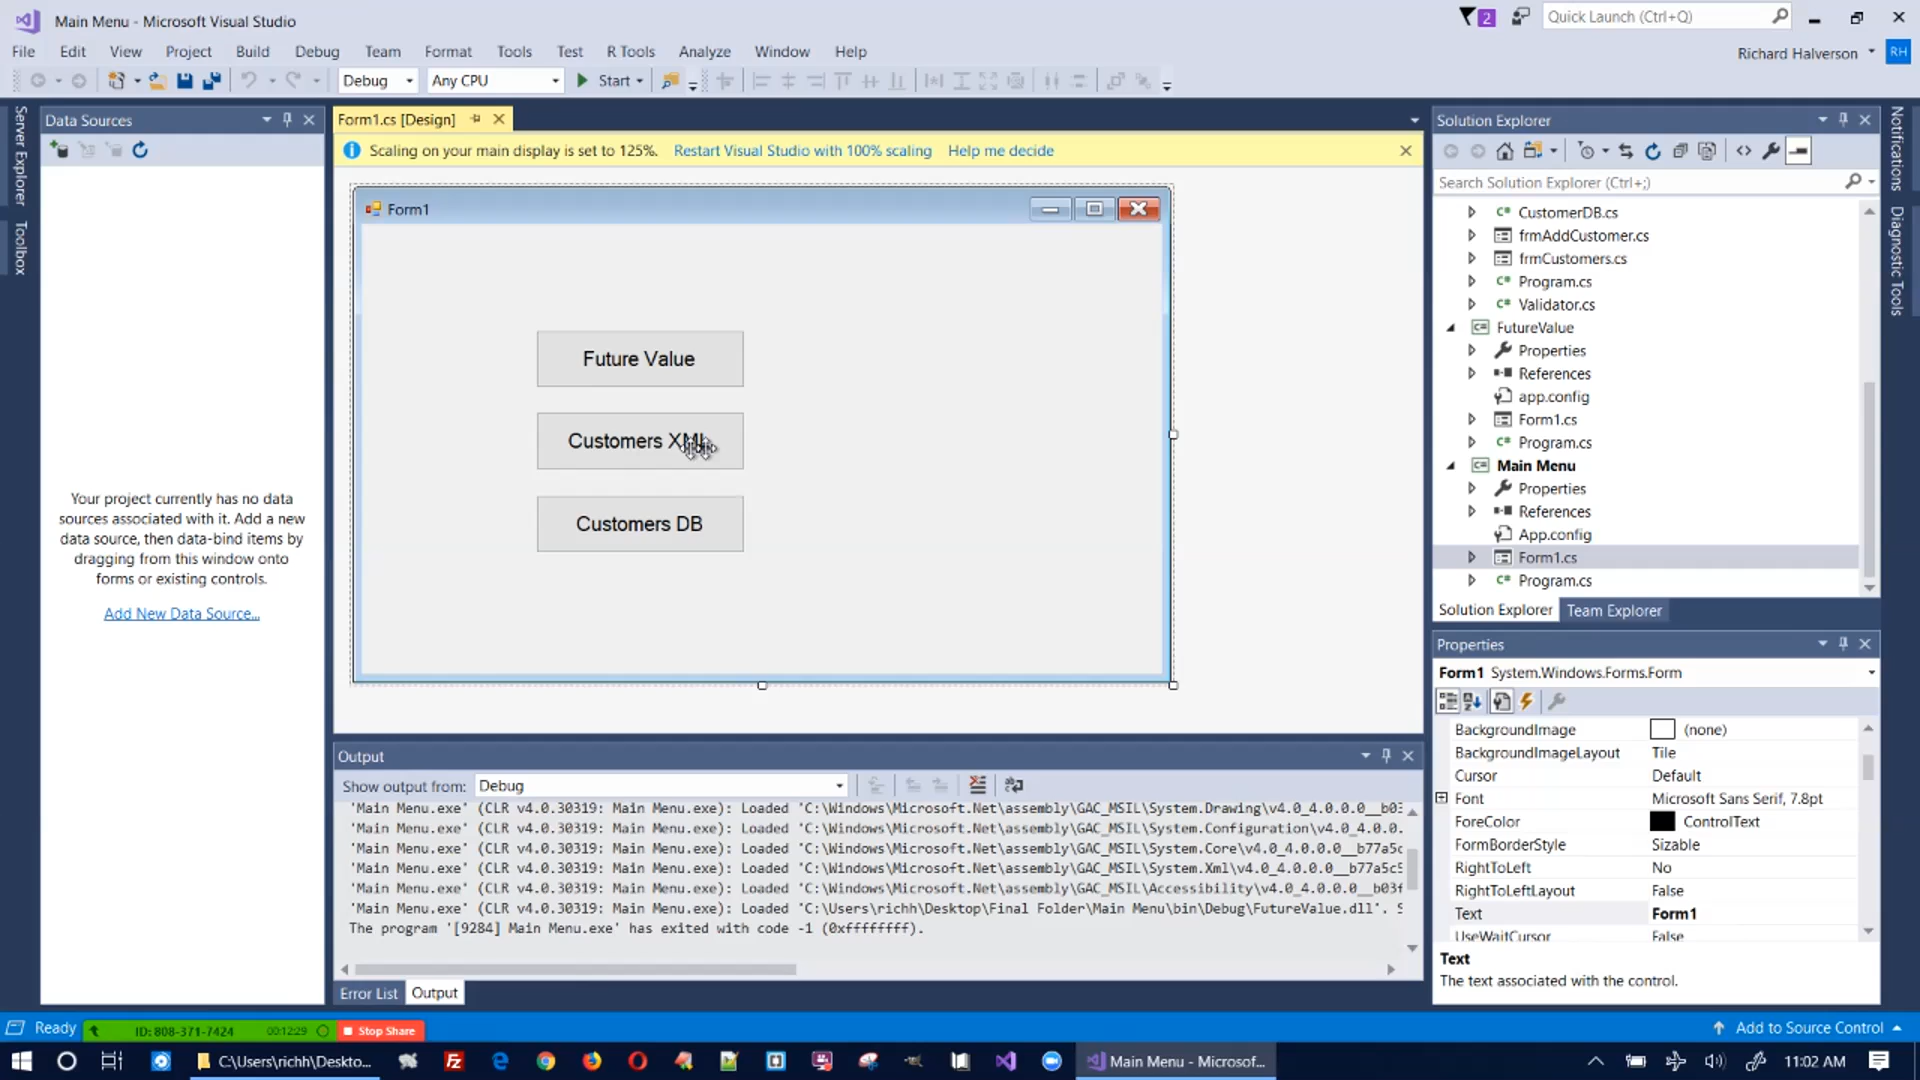 Main Menu - Microsoft Visual Studio
2
Quick Launch (Ctrl+Q)
File Edit View Project Build Debug Team Format Tools Test R Tools Analyze Window Help
Richard Halverson
RH
Debug
Any CPU
Start
Server Explorer
Toolbox
Data Sources
Your project currently has no data
sources associated with it. Add a new
data source, then data-bind items by
dragging from this window onto
forms or existing controls.
Add New Data Source...
Form1.cs [Design]
Scaling on your main display is set to 125%. Restart Visual Studio with 100% scaling Help me decide
Form1
Future Value
Customers XML
Customers DB
Output
Show output from: Debug
'Main Menu.exe' (CLR v4.0.30319: Main Menu.exe): Loaded 'C:\Windows\Microsoft.Net\assembly\GAC_MSIL\System.Drawing\v4.0_4.0.0.0__b03
'Main Menu.exe' (CLR v4.0.30319: Main Menu.exe): Loaded 'C:\Windows\Microsoft.Net\assembly\GAC_MSIL\System.Configuration\v4.0_4.0.0.
'Main Menu.exe' (CLR v4.0.30319: Main Menu.exe): Loaded 'C:\Windows\Microsoft.Net\assembly\GAC_MSIL\System.Core\v4.0_4.0.0.0__b77a5c
'Main Menu.exe' (CLR v4.0.30319: Main Menu.exe): Loaded 'C:\Windows\Microsoft.Net\assembly\GAC_MSIL\System.Xml\v4.0_4.0.0.0__b77a5c5
'Main Menu.exe' (CLR v4.0.30319: Main Menu.exe): Loaded 'C:\Windows\Microsoft.Net\assembly\GAC_MSIL\Accessibility\v4.0_4.0.0.0__b03f
'Main Menu.exe' (CLR v4.0.30319: Main Menu.exe): Loaded 'C:\Users\richh\Desktop\Final Folder\Main Menu\bin\Debug\FutureValue.dll'. S
The program '[9284] Main Menu.exe' has exited with code -1 (0xffffffff).
Error List
Output
Solution Explorer
Search Solution Explorer (Ctrl+;)
C# CustomerDB.cs
frmAddCustomer.cs
frmCustomers.cs
C# Program.cs
C# Validator.cs
C# FutureValue
Properties
References
app.config
Form1.cs
C# Program.cs
C# Main Menu
Properties
References
App.config
Form1.cs
C# Program.cs
Solution Explorer
Team Explorer
Properties
Form1 System.Windows.Forms.Form
BackgroundImage (none)
BackgroundImageLayout Tile
Cursor Default
Font Microsoft Sans Serif, 7.8pt
ForeColor ControlText
FormBorderStyle Sizable
RightToLeft No
RightToLeftLayout False
Text Form1
UseWaitCursor False
Text
The text associated with the control.
Notifications
Diagnostic Tools
Ready
ID: 808-371-7424
00:12:29
Stop Share
Add to Source Control
C:\Users\richh\Deskto...
Main Menu - Microsof...
11:02 AM